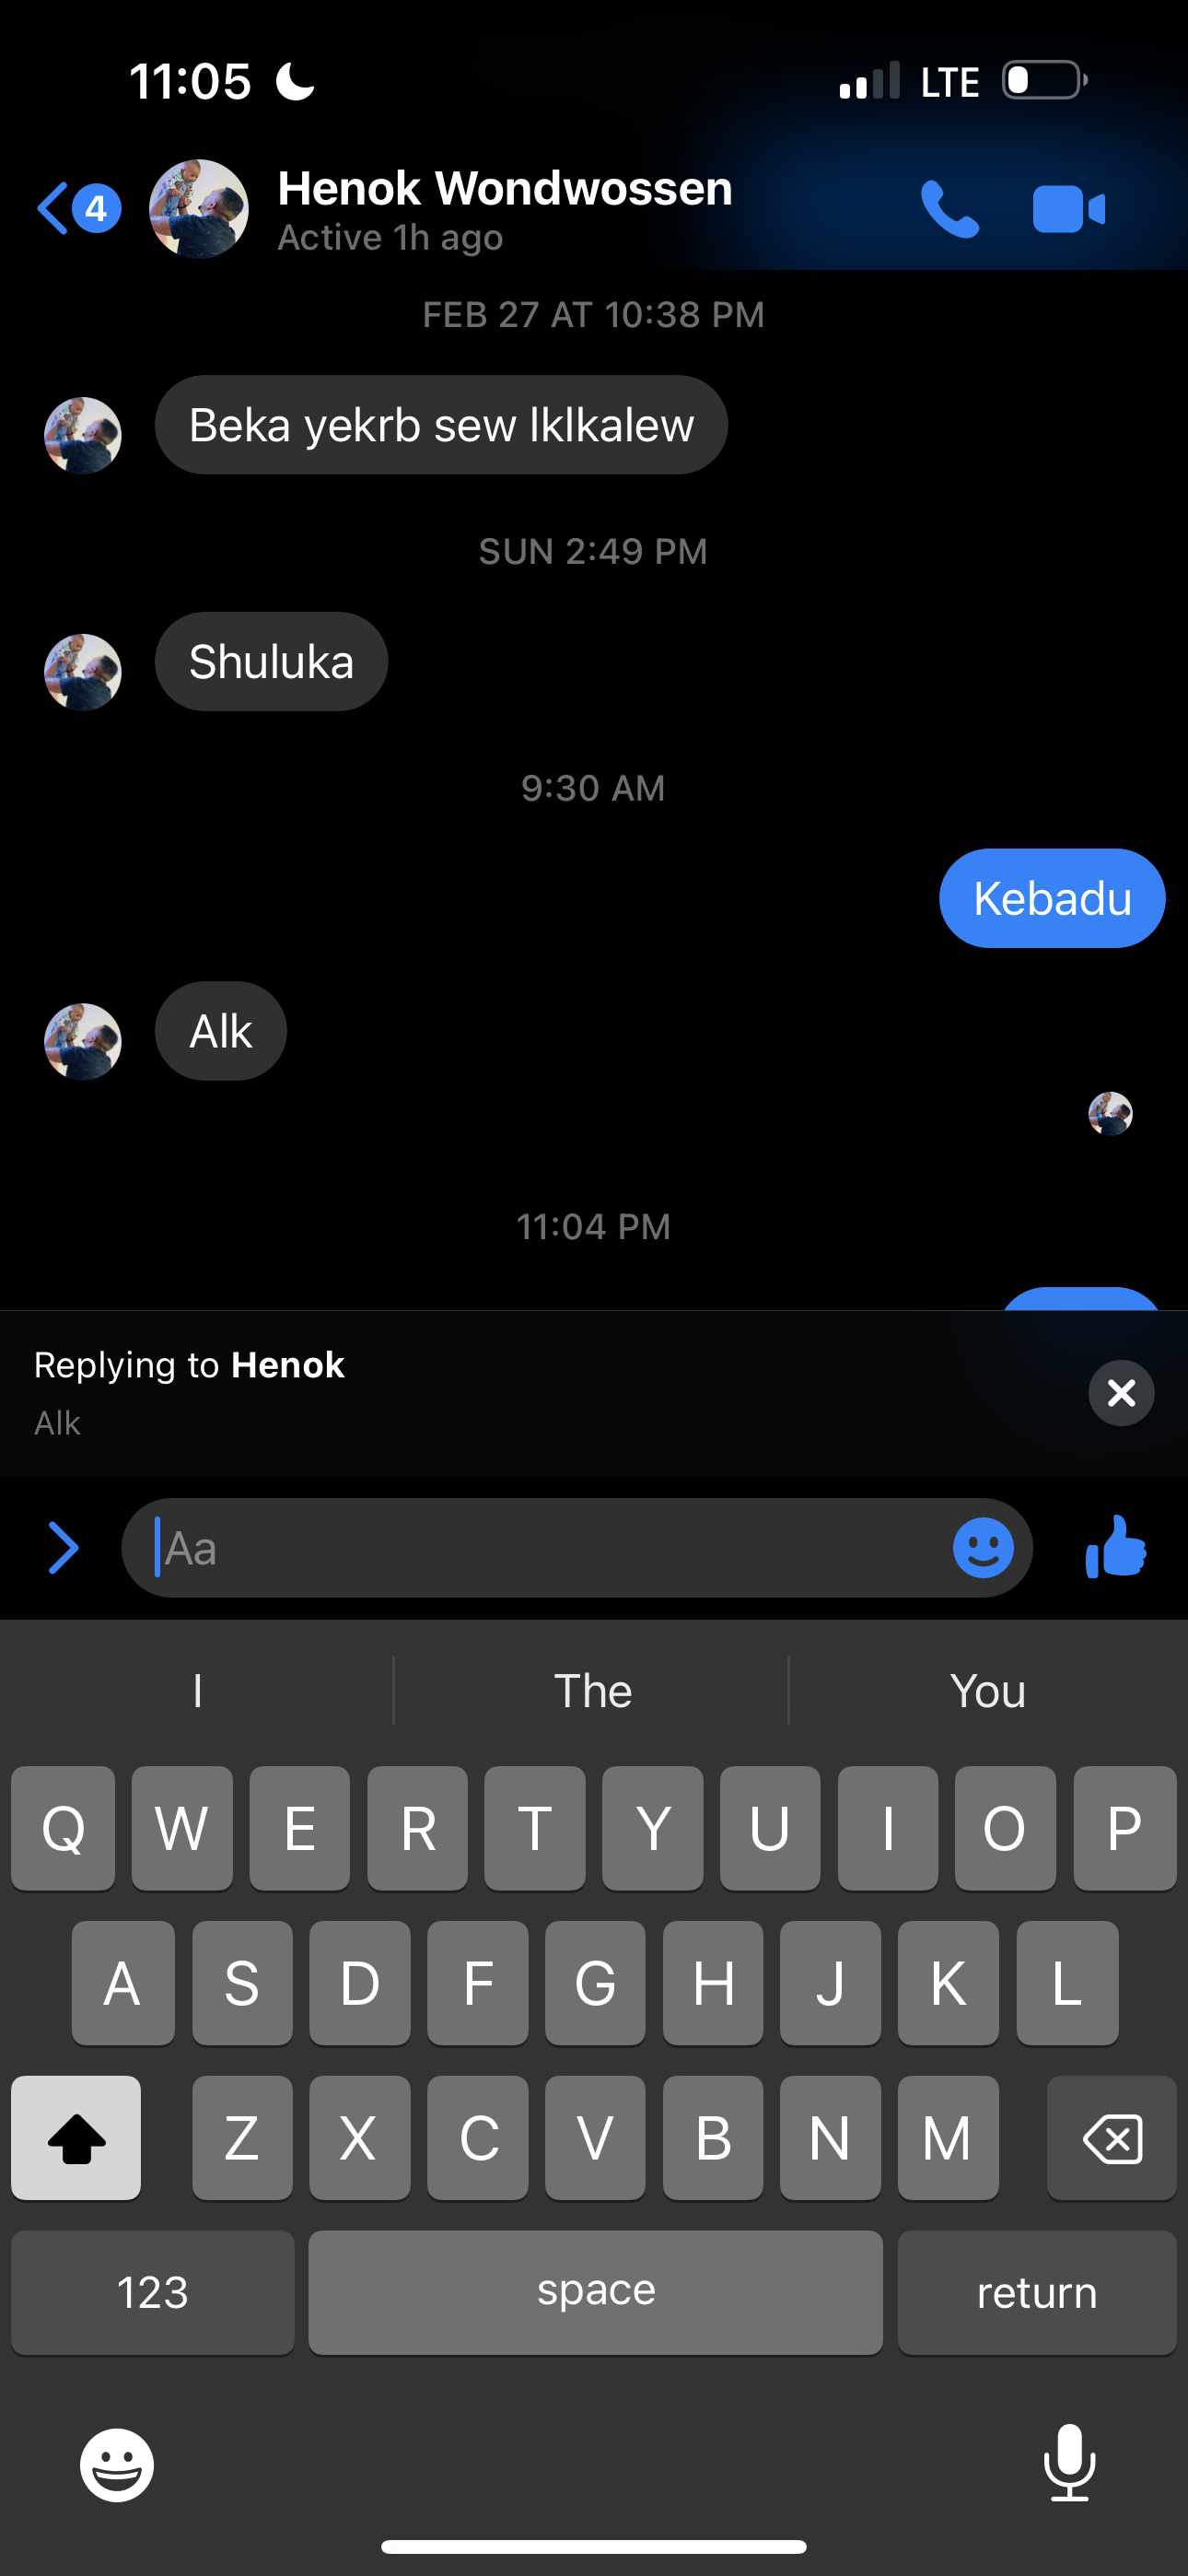 11:05
LTE
4
Henok Wondwossen
Active 1h ago
FEB 27 AT 10:38 PM
Beka yekrb sew lklkalew
SUN 2:49 PM
Shuluka
9:30 AM
Kebadu
Alk
11:04 PM
Replying to Henok
Alk
Aa
I The You
Q W E R T Y U I O P
A S D F G H J K L
Z X C V B N M
123 space return